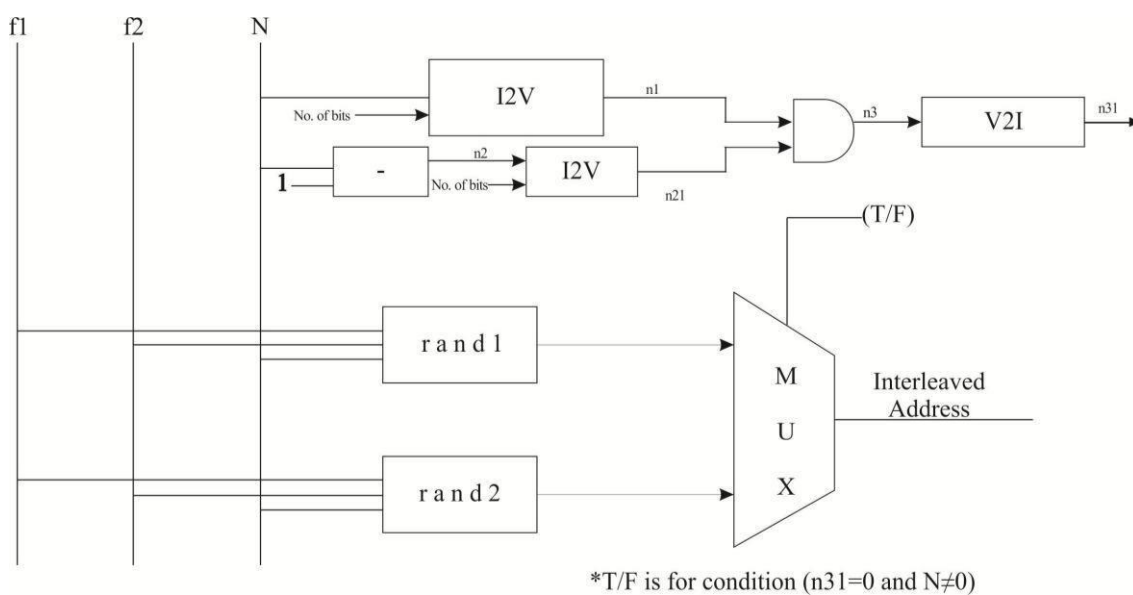 f1 f2 N
I2V
n1
No. of bits
n3
V2I
n31
n2
1
-
No. of bits
I2V
n21
(T/F)
r a n d 1
M
U
X
Interleaved
Address
r a n d 2
*T/F is for condition (n31=0 and N≠0)